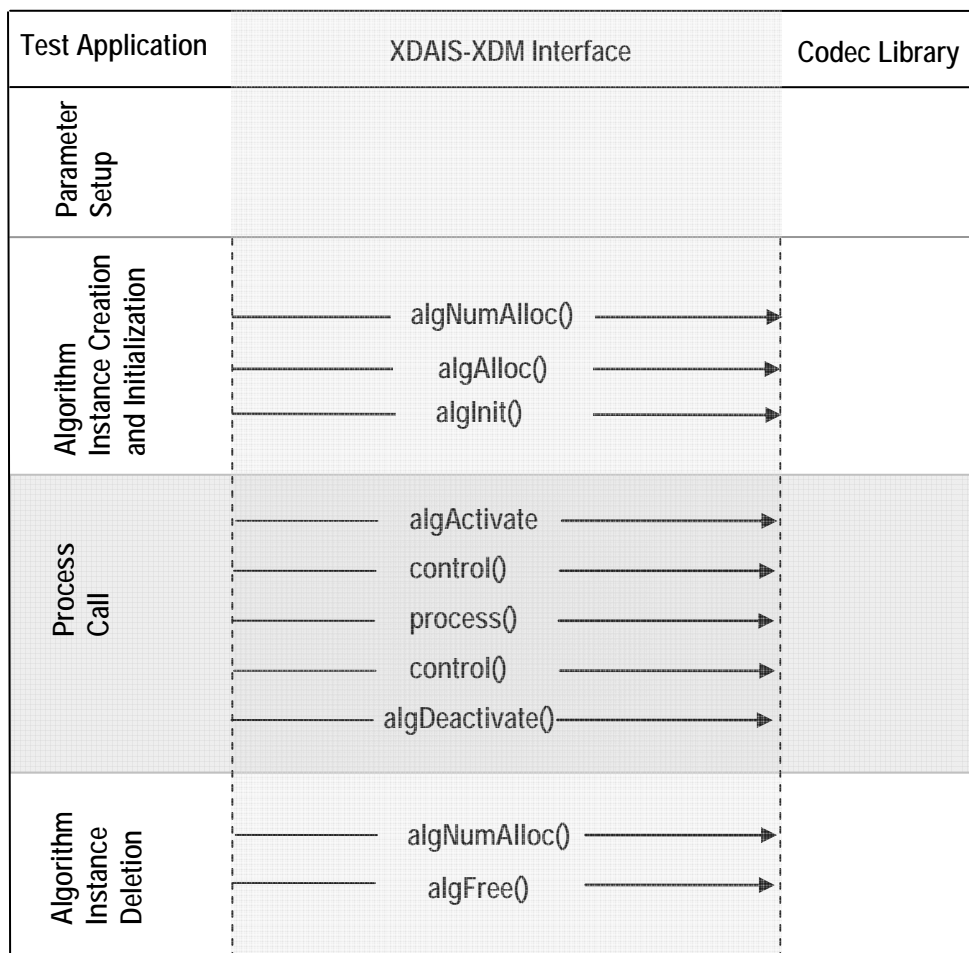 Test Application
XDAIS-XDM Interface
Codec Library
Parameter
Setup
Algorithm
Instance Creation
and Initialization
algNumAlloc()
algAlloc()
algInit()
Process
Call
algActivate
control()
process()
control()
algDeactivate()
Algorithm
Instance
Deletion
algNumAlloc()
algFree()